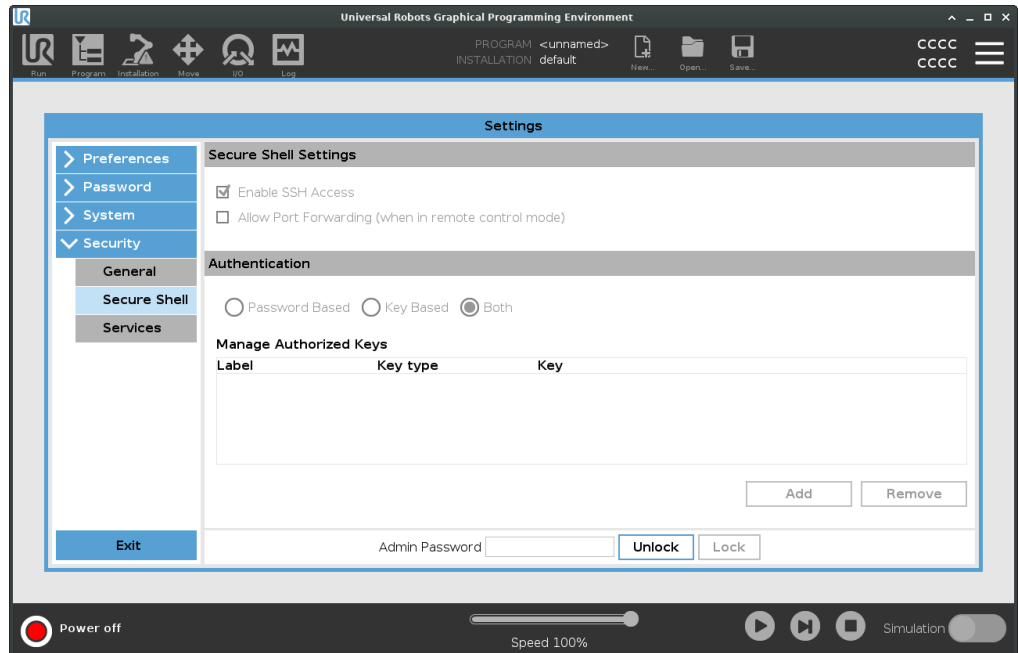 Universal Robots Graphical Programming Environment
PROGRAM <unnamed>
INSTALLATION default
Run
Program
Installation
Move
I/O
Log
New...
Open...
Save...
CCCC
CCCC
Settings
Preferences
Password
System
Security
General
Secure Shell
Services
Exit
Secure Shell Settings
Enable SSH Access
Allow Port Forwarding (when in remote control mode)
Authentication
Password Based Key Based Both
Manage Authorized Keys
Label Key type Key
Add Remove
Admin Password Unlock Lock
Power off
Speed 100%
Simulation